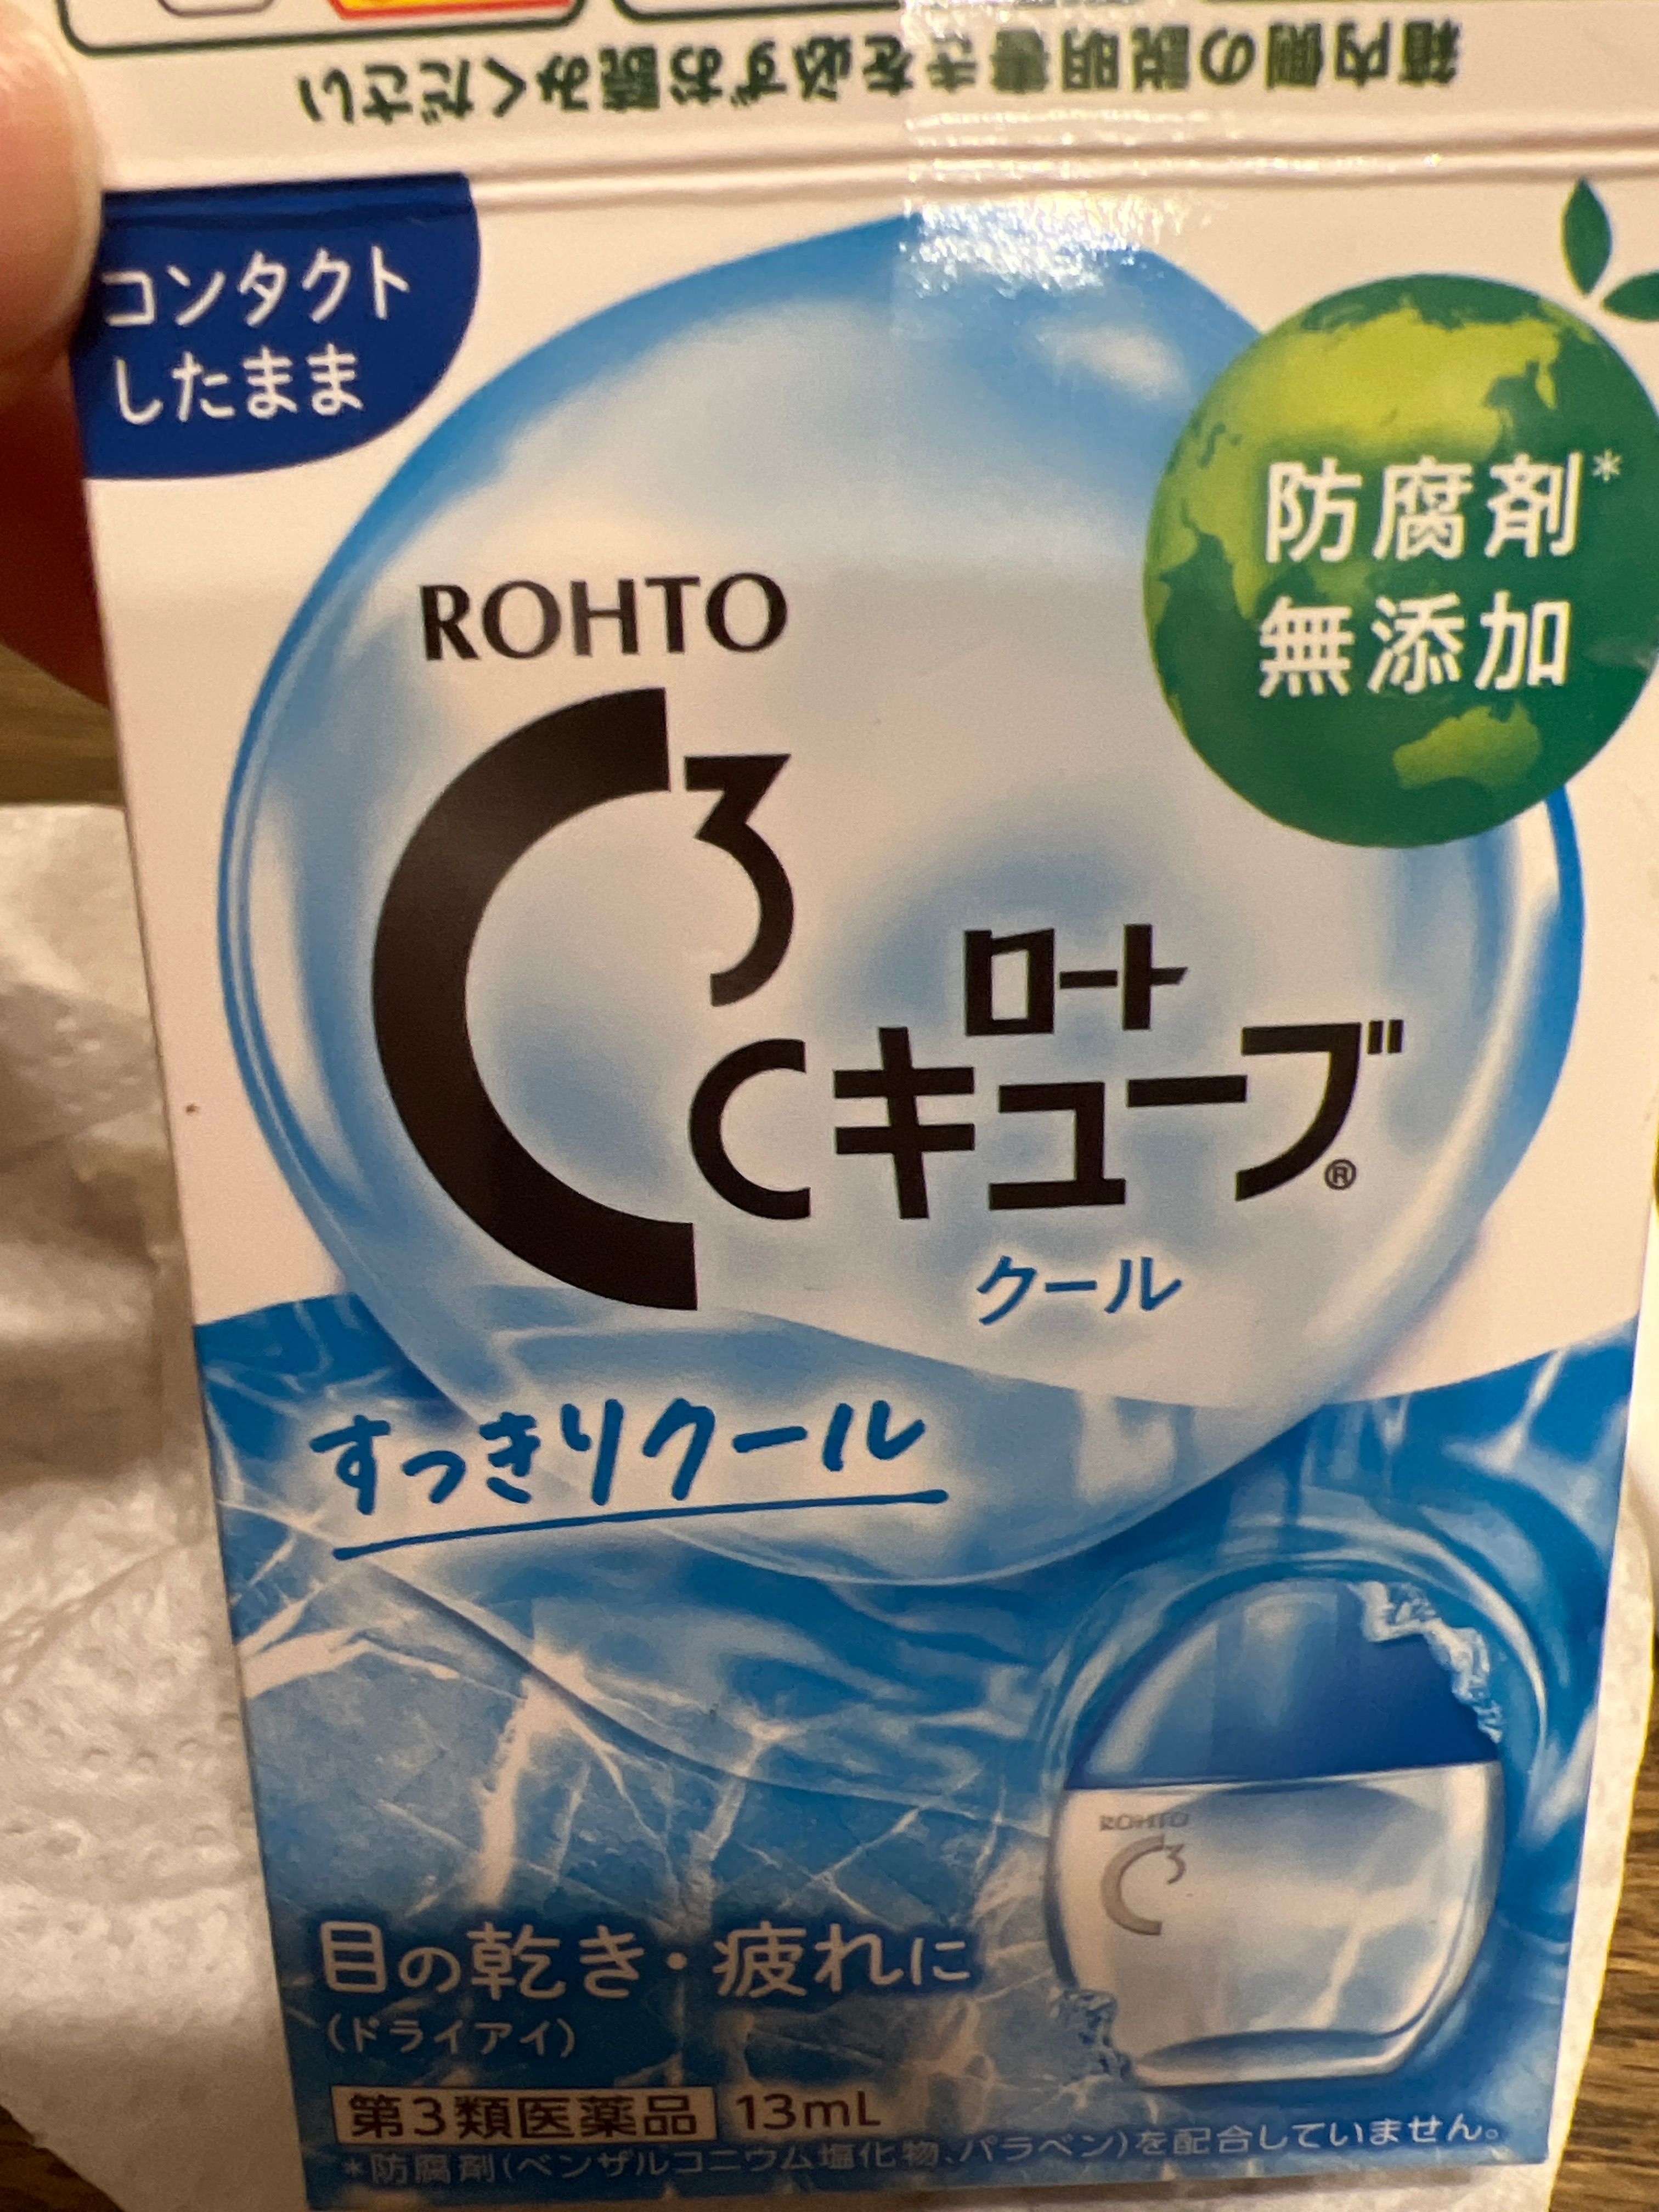 箱内側の説明書きを必ずお読みください
コンタクト
したまま
防腐剤*
無添加
ROHTO
C3
ロート
Cキューブ®
クール
すっきりクール
ROHTO
C3
目の乾き・疲れに
(ドライアイ)
第3類医薬品 13mL
*防腐剤(ベンザルコニウム塩化物、パラベン)を配合していません。